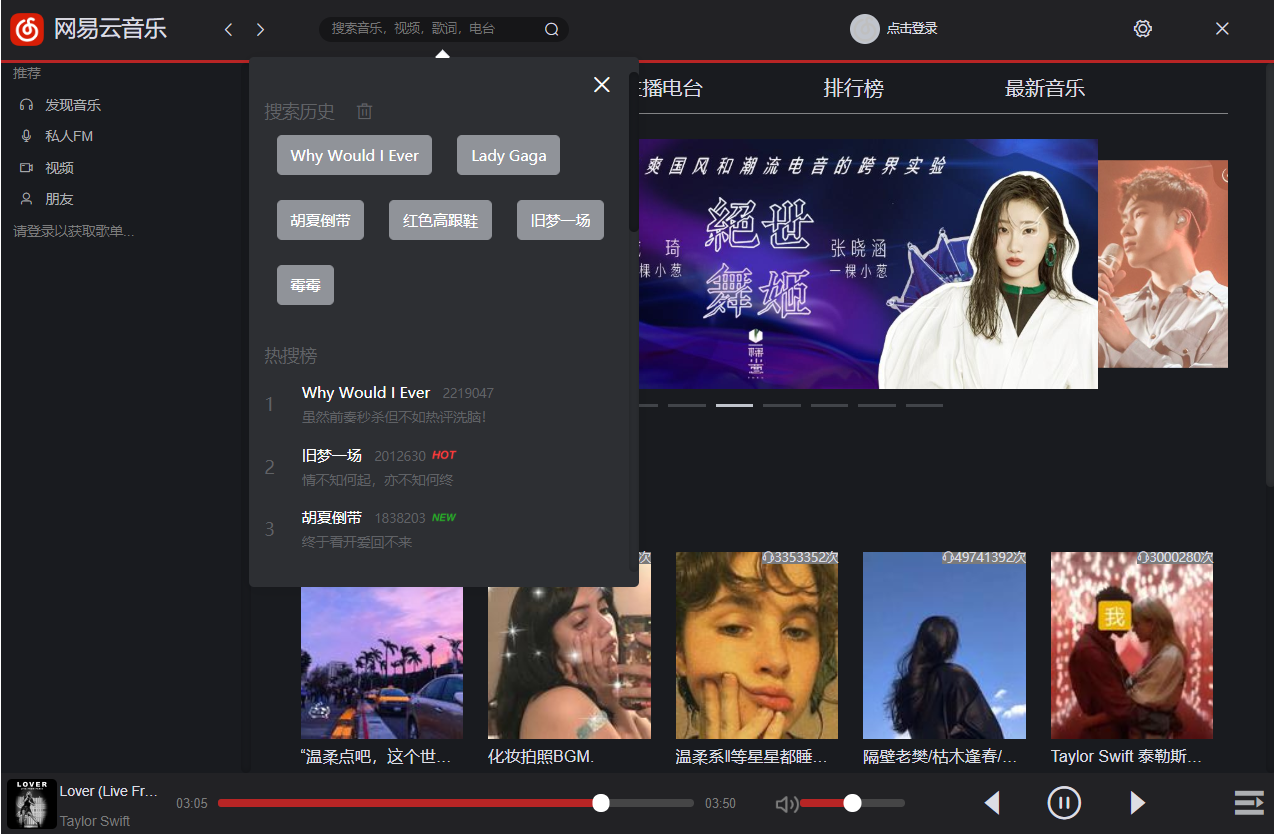 网易云音乐
搜索音乐，视频，歌词，电台
点击登录
推荐
发现音乐
私人FM
视频
朋友
请登录以获取歌单...
搜索历史
Why Would I Ever
Lady Gaga
胡夏倒带
红色高跟鞋
旧梦一场
霉霉
热搜榜
1
Why Would I Ever 2219047
虽然前奏秒杀但不如热评洗脑！
2
旧梦一场 2012630 HOT
情不知何起，亦不知何终
3
胡夏倒带 1838203 NEW
终于看开爱回不来
播电台
排行榜
最新音乐
爽国风和潮流电音的跨界实验
絕世
舞姬
琦
棵小葱
张晓涵
一棵小葱
次
3353352次
49741392次
3000280次
我
“温柔点吧，这个世...
化妆拍照BGM.
温柔系‖等星星都睡...
隔壁老樊/枯木逢春/...
Taylor Swift 泰勒斯...
LOVER
Lover (Live Fr...
Taylor Swift
03:05
03:50